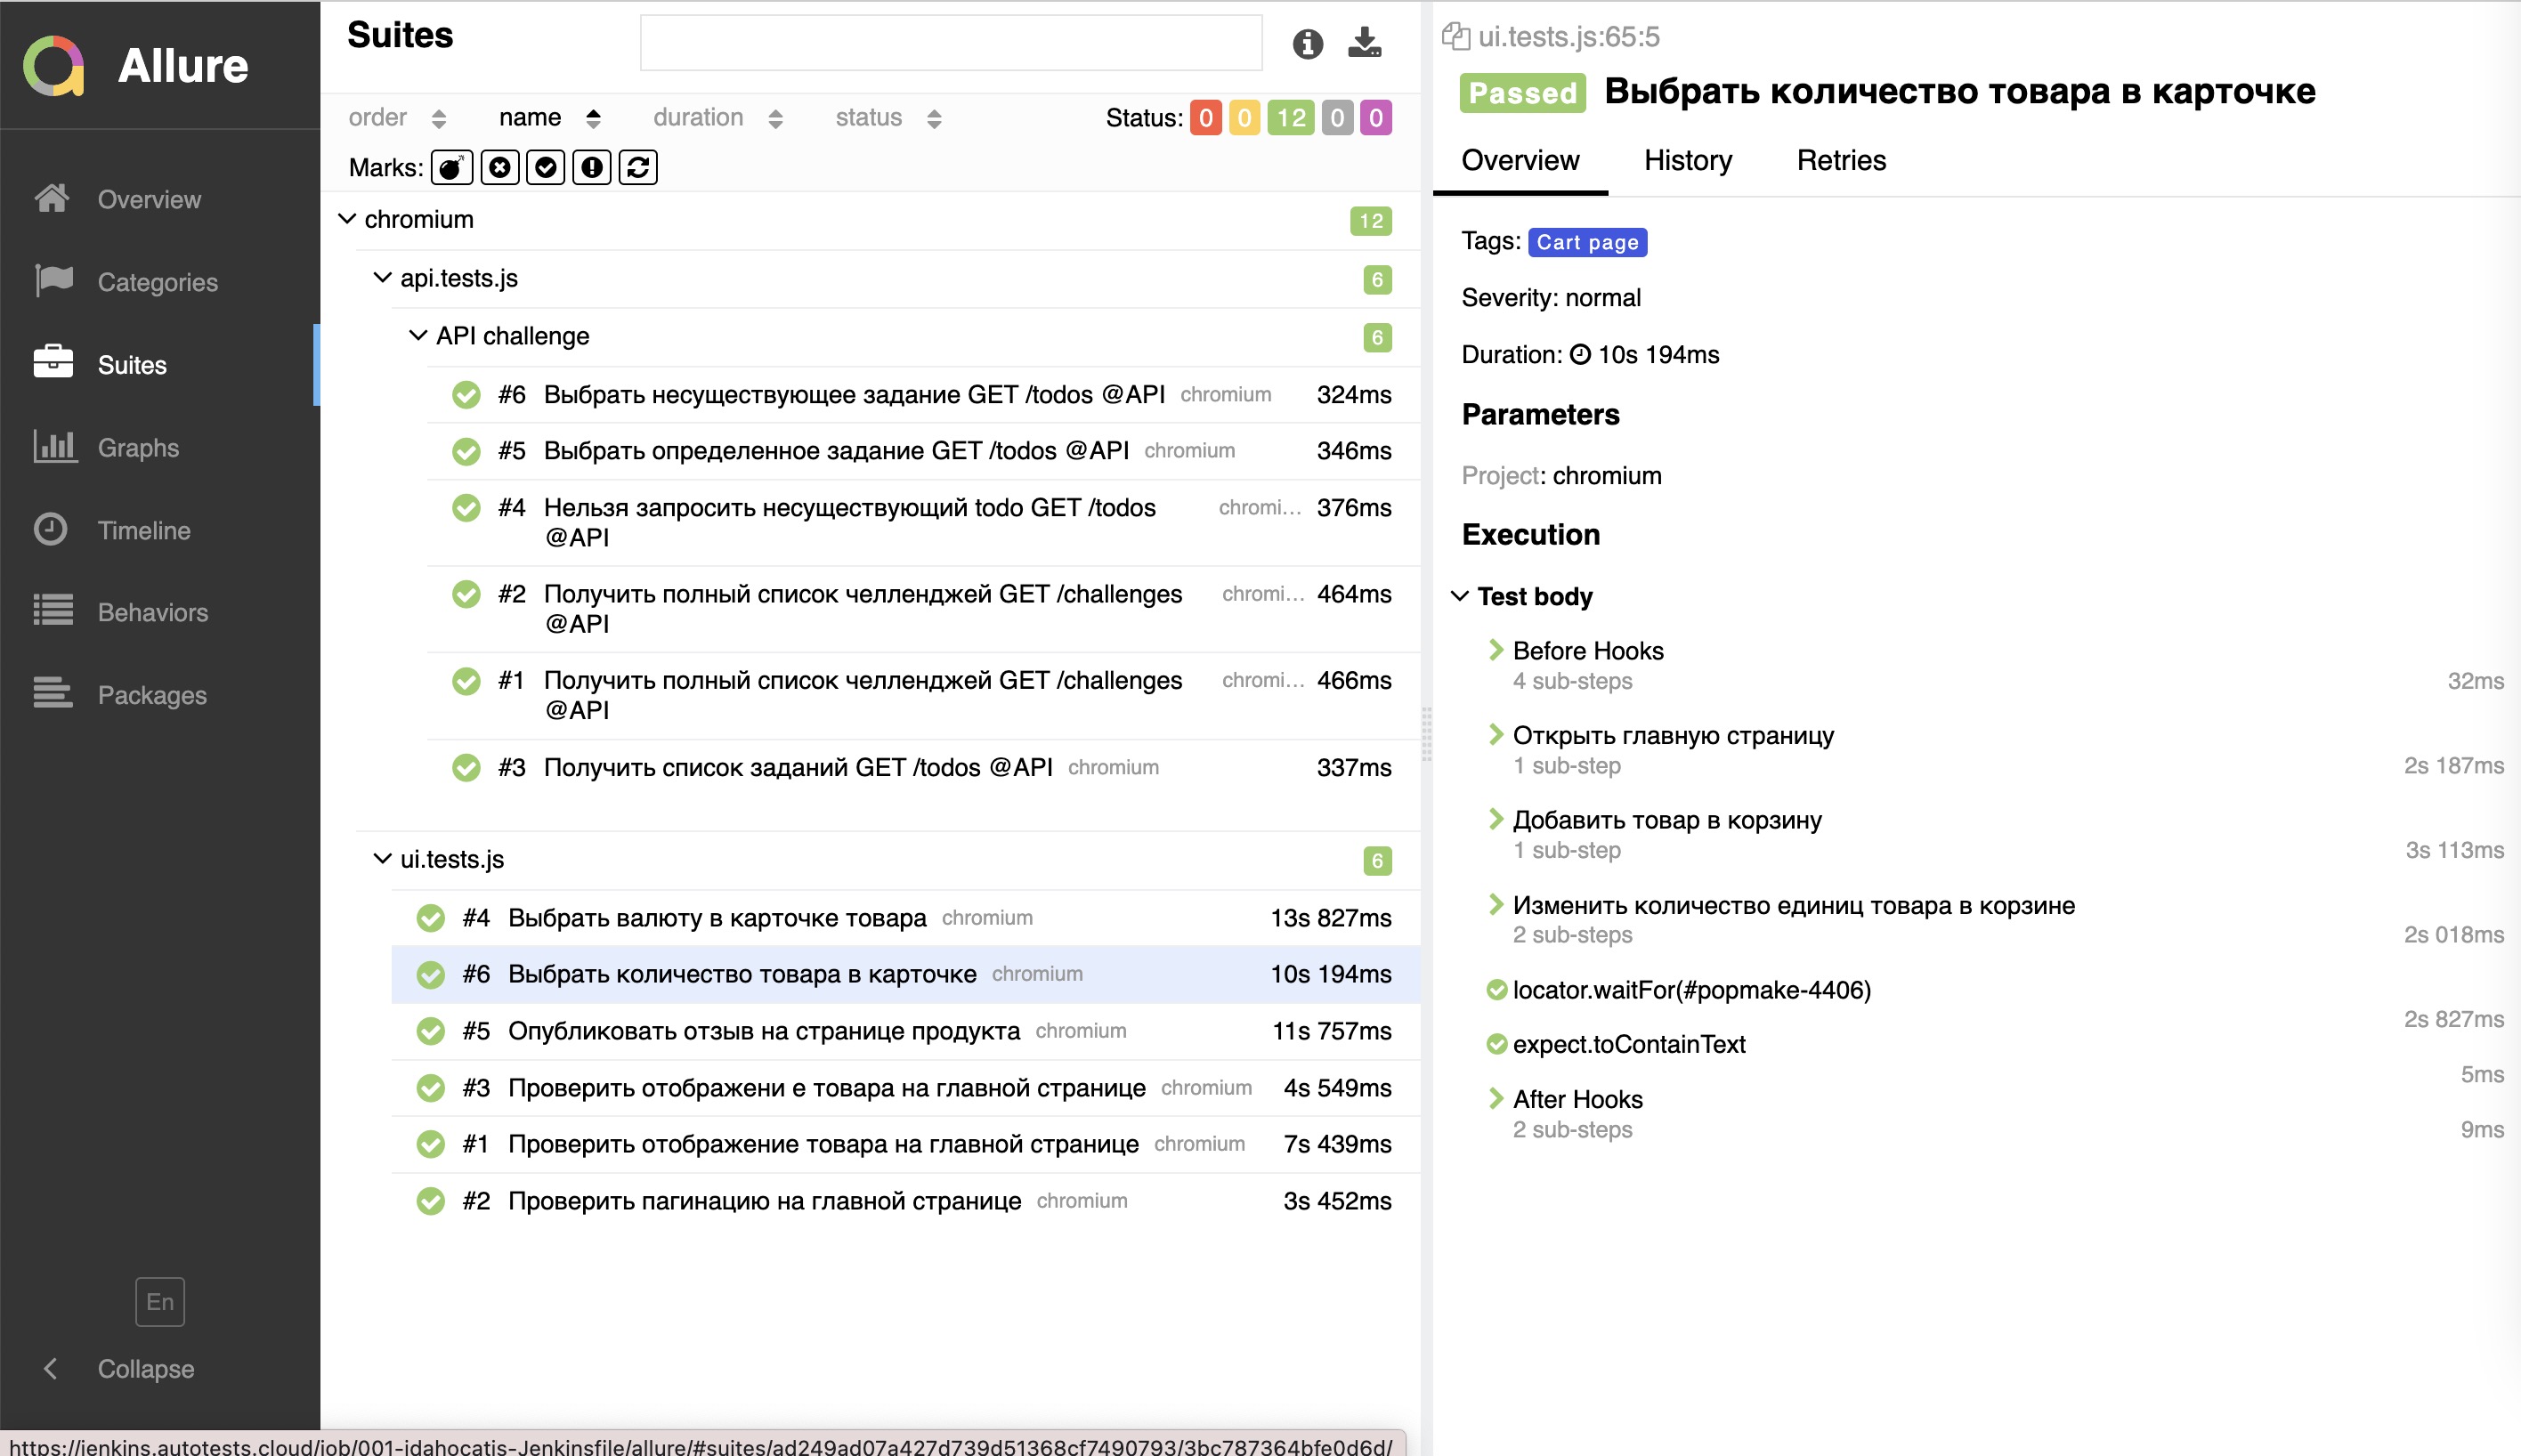 Allure
Overview
Categories
Suites
Graphs
Timeline
Behaviors
Packages
En
Collapse
Suites
order name duration status Status: 0 0 12 0 0
Marks:
chromium 12
api.tests.js 6
API challenge 6
#6 Выбрать несуществующее задание GET /todos @API chromium 324ms
#5 Выбрать определенное задание GET /todos @API chromium 346ms
#4 Нельзя запросить несуществующий todo GET /todos chromi... 376ms
@API
#2 Получить полный список челленджей GET /challenges chromi... 464ms
@API
#1 Получить полный список челленджей GET /challenges chromi... 466ms
@API
#3 Получить список заданий GET /todos @API chromium 337ms
ui.tests.js 6
#4 Выбрать валюту в карточке товара chromium 13s 827ms
#6 Выбрать количество товара в карточке chromium 10s 194ms
#5 Опубликовать отзыв на странице продукта chromium 11s 757ms
#3 Проверить отображени е товара на главной странице chromium 4s 549ms
#1 Проверить отображение товара на главной странице chromium 7s 439ms
#2 Проверить пагинацию на главной странице chromium 3s 452ms
ui.tests.js:65:5
Passed Выбрать количество товара в карточке
Overview History Retries
Tags: Cart page
Severity: normal
Duration: 10s 194ms
Parameters
Project: chromium
Execution
Test body
Before Hooks
4 sub-steps 32ms
Открыть главную страницу
1 sub-step 2s 187ms
Добавить товар в корзину
1 sub-step 3s 113ms
Изменить количество единиц товара в корзине
2 sub-steps 2s 018ms
locator.waitFor(#popmake-4406)
2s 827ms
expect.toContainText
5ms
After Hooks
2 sub-steps 9ms
https://jenkins.autotests.cloud/job/001-idahocatis-Jenkinsfile/allure/#suites/ad249ad07a427d739d51368cf7490793/3bc787364bfe0d6d/